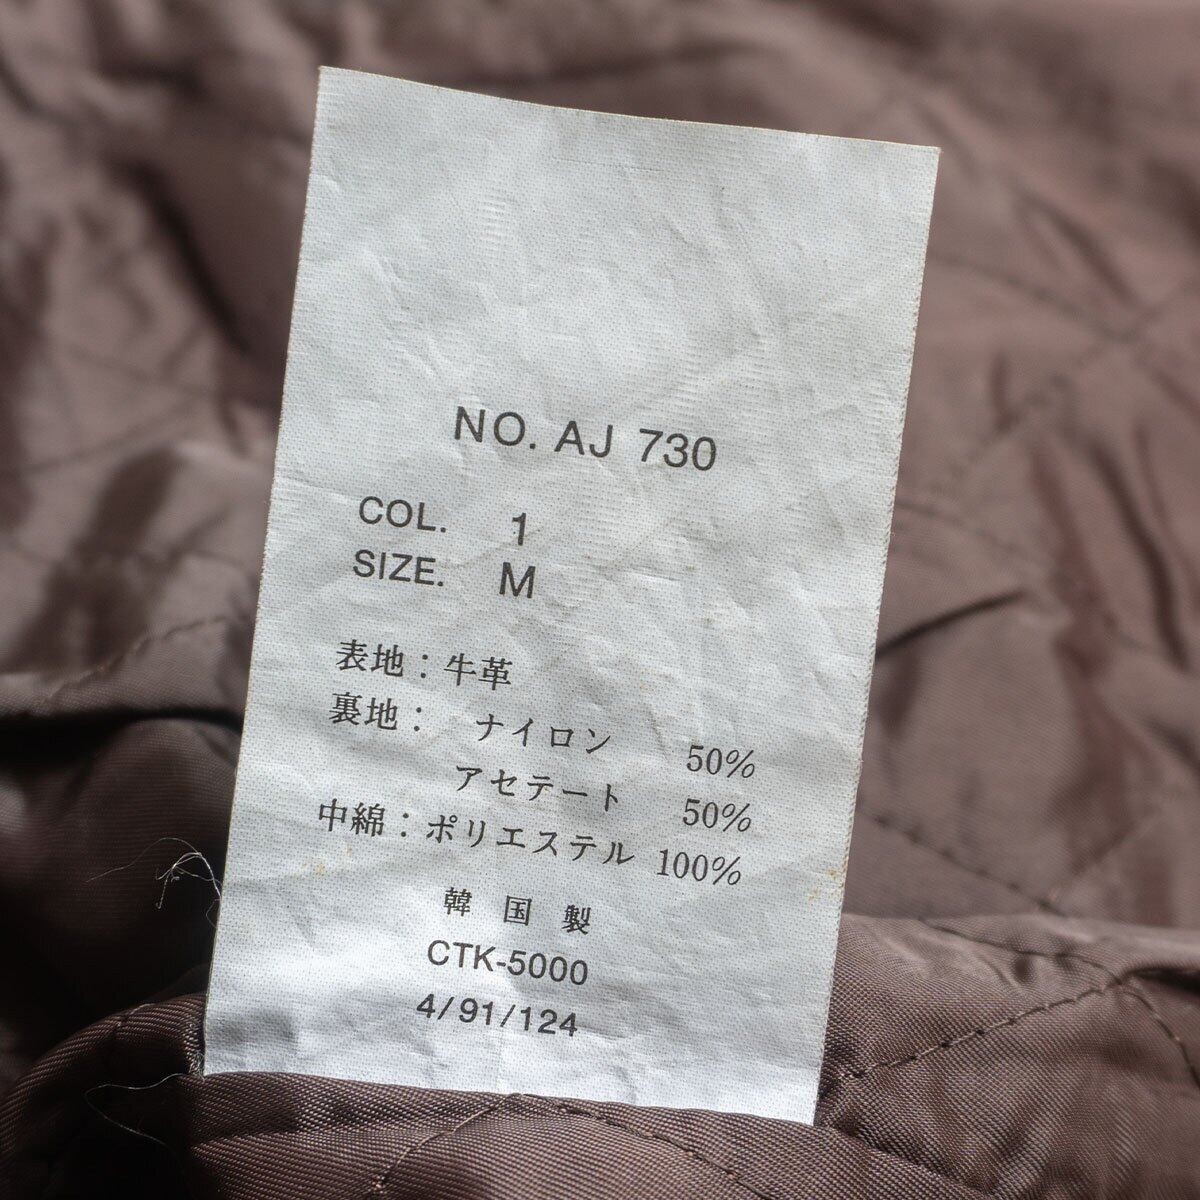 NO. AJ 730
COL. 1
SIZE. M
表地：牛革
裏地： ナイロン 50%
アセテート 50%
中綿：ポリエステル 100%
韓国製
CTK-5000
4/91/124